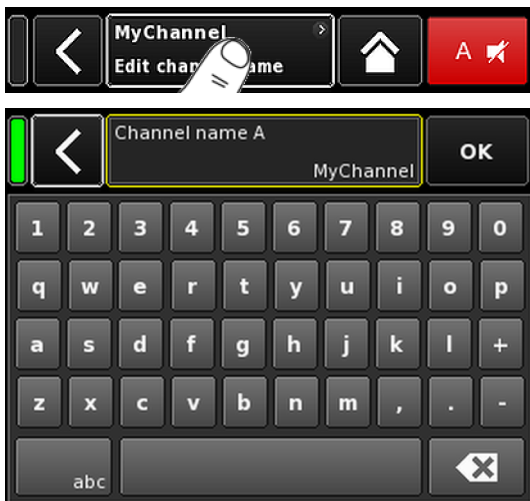 MyChannel
Edit chan ame
A
Channel name A
MyChannel
OK
1 2 3 4 5 6 7 8 9 0
q w e r t y u i o p
a s d f g h j k l +
z x c v b n m , . -
abc